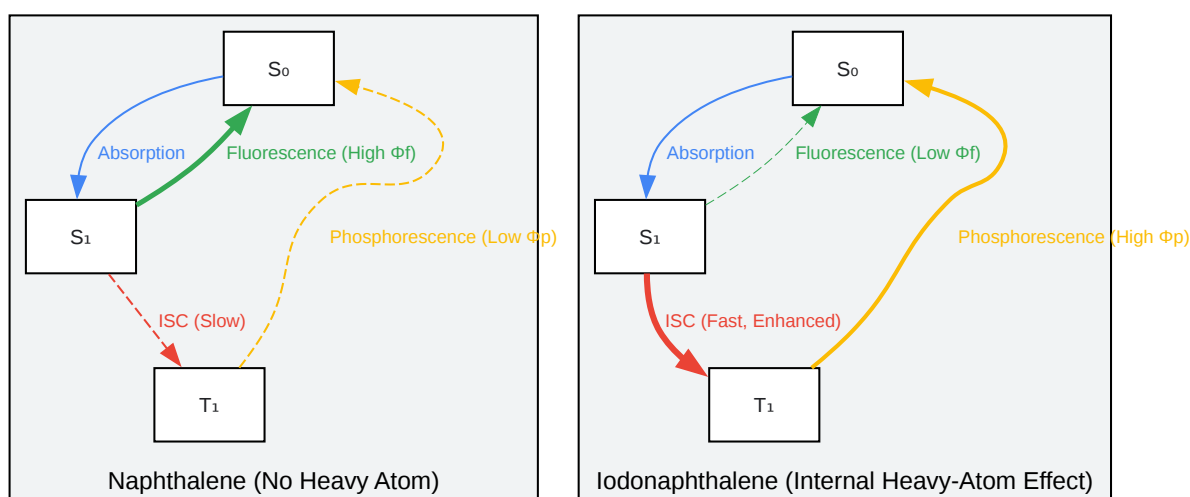 S₀
Absorption
Fluorescence (High Φf)
S₁
Phosphorescence (Low Φp)
ISC (Slow)
T₁
Naphthalene (No Heavy Atom)
S₀
Absorption
Fluorescence (Low Φf)
S₁
Phosphorescence (High Φp)
ISC (Fast, Enhanced)
T₁
Iodonaphthalene (Internal Heavy-Atom Effect)